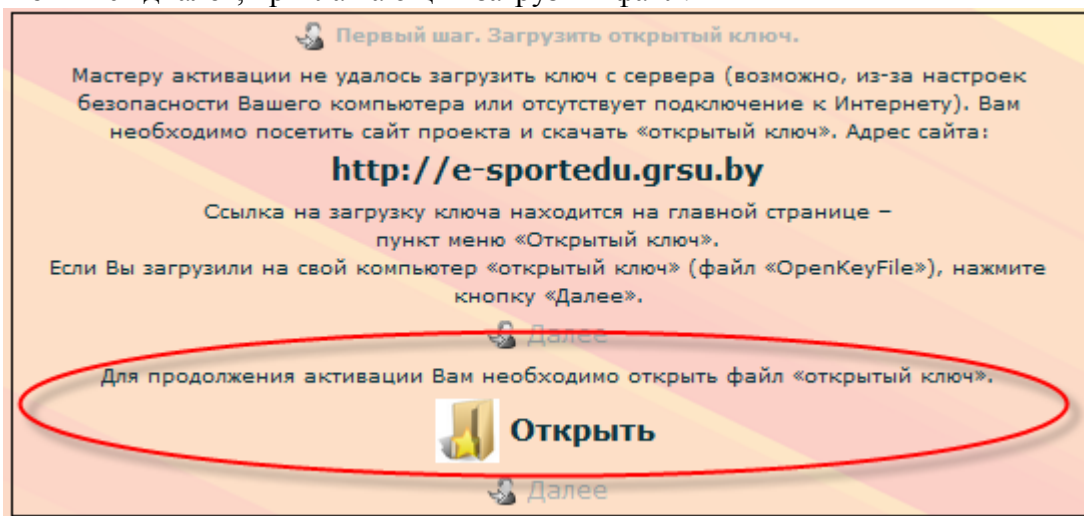 Первый шаг. Загрузить открытый ключ.
Мастеру активации не удалось загрузить ключ с сервера (возможно, из-за настроек
безопасности Вашего компьютера или отсутствует подключение к Интернету). Вам
необходимо посетить сайт проекта и скачать «открытый ключ». Адрес сайта:
http://e-sportedu.grsu.by
Ссылка на загрузку ключа находится на главной странице –
пункт меню «Открытый ключ».
Если Вы загрузили на свой компьютер «открытый ключ» (файл «OpenKeyFile»), нажмите
кнопку «Далее».
Далее
Для продолжения активации Вам необходимо открыть файл «открытый ключ».
Открыть
Далее